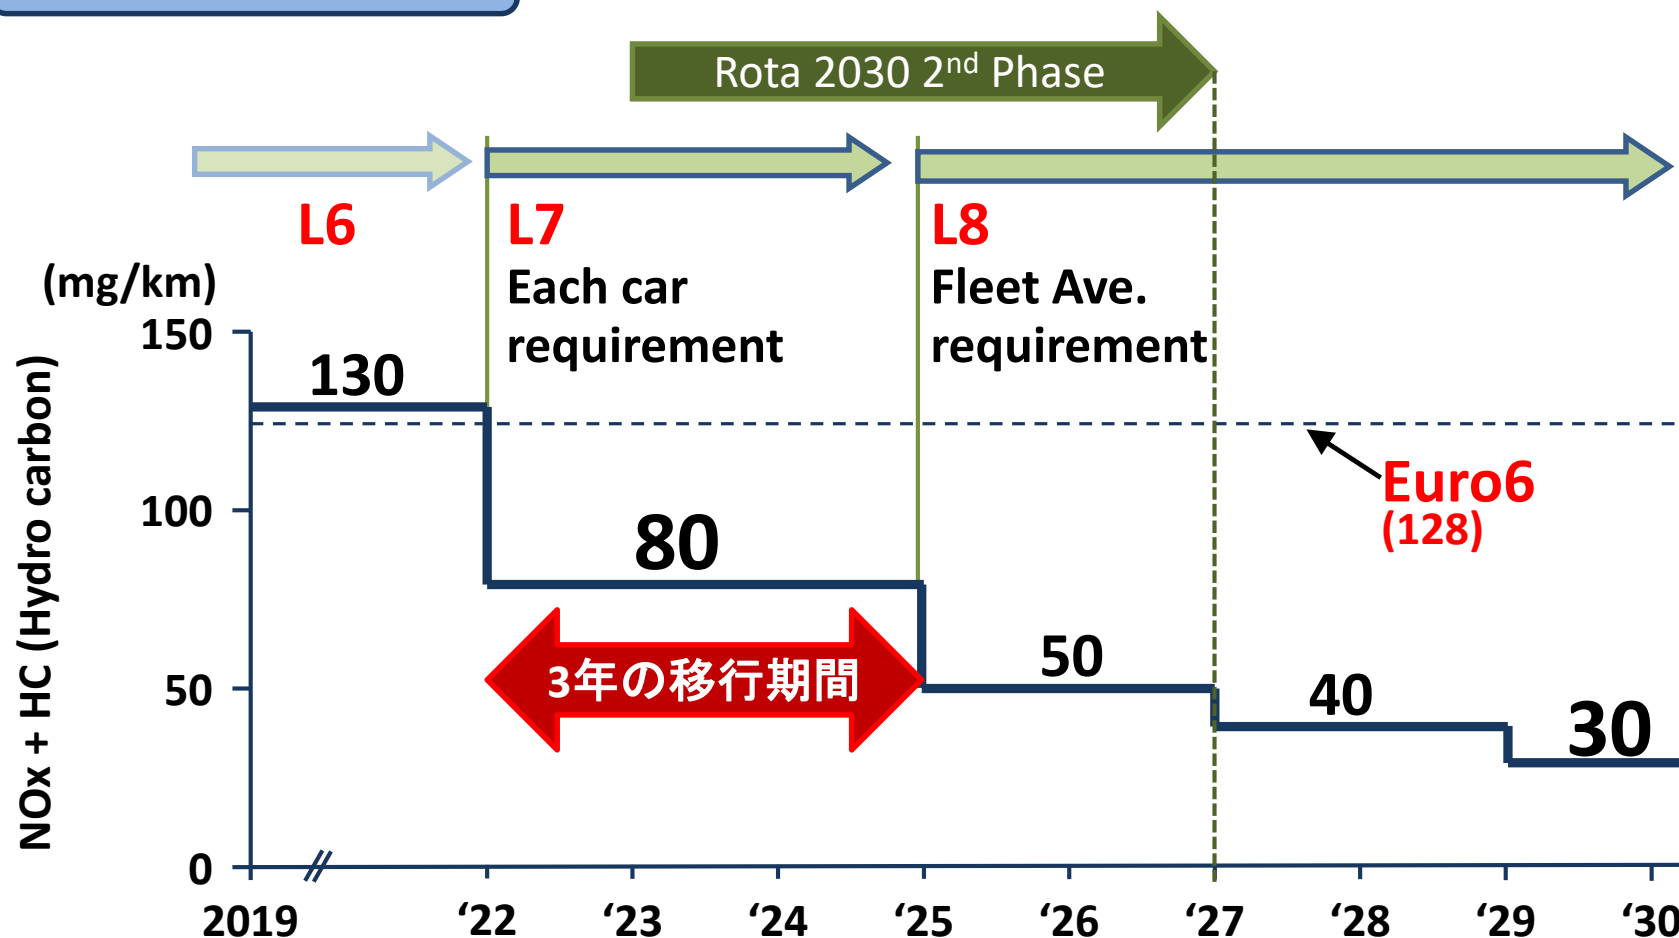 Rota 2030 2nd Phase
L6
L7
Each car
requirement
L8
Fleet Ave.
requirement
(mg/km)
NOx + HC (Hydro carbon)
150
100
50
0
130
80
50
40
30
Euro6
(128)
3年の移行期間
2019 ‘22 ‘23 ‘24 ‘25 ‘26 ‘27 ‘28 ‘29 ‘30